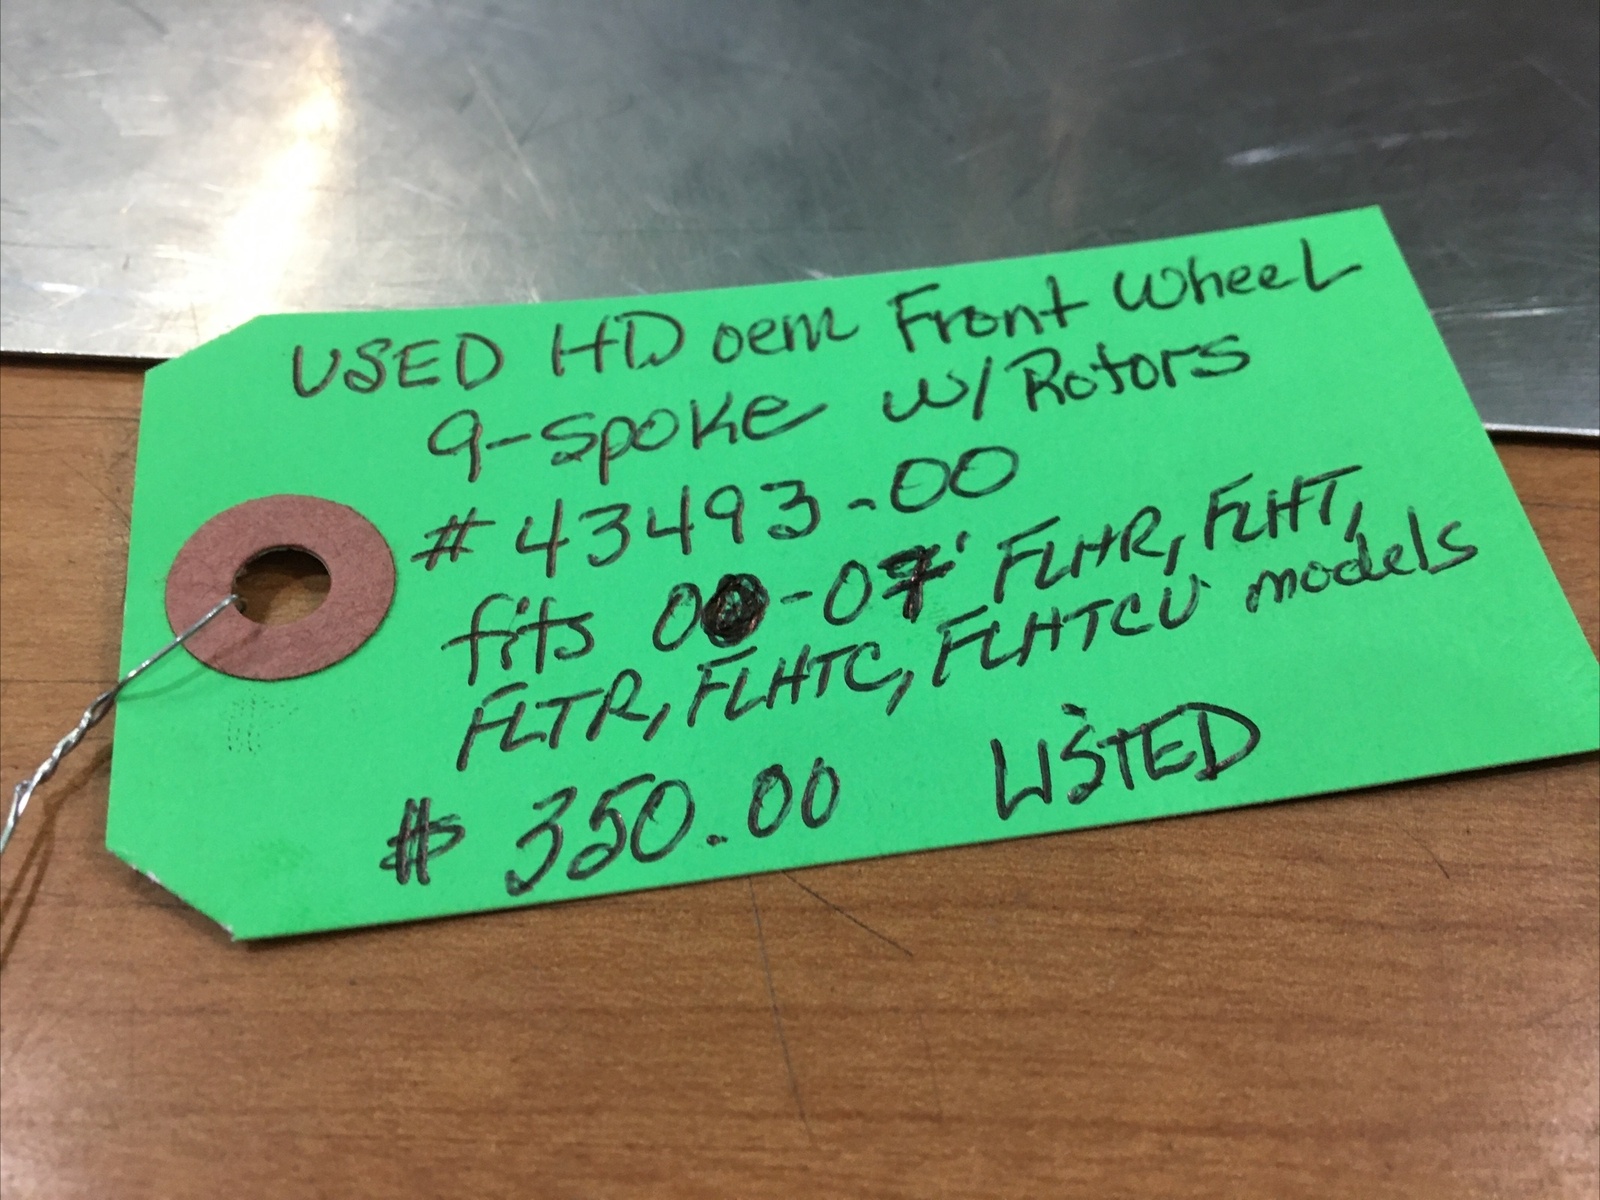 USED HD oem Front Wheel
9-Spoke w/ Rotors
# 43493-00
fits 00-07' FLHR, FLHT,
FLTR, FLHTC, FLHTCU models
$ 350.00 LISTED